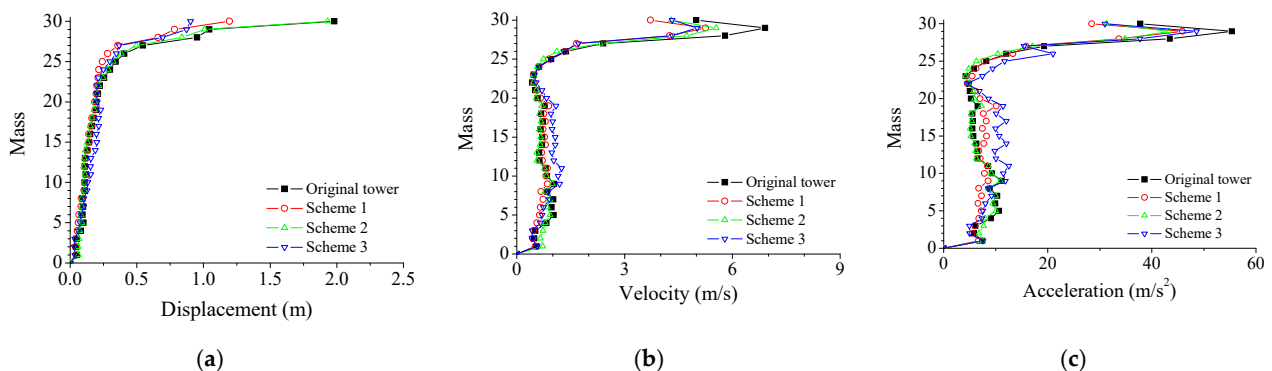 30
25
20
15
10
5
0
Mass
Original tower
Scheme 1
Scheme 2
Scheme 3
0.0 0.5 1.0 1.5 2.0 2.5
Displacement (m)
(a)
30
25
20
15
10
5
0
Mass
Original tower
Scheme 1
Scheme 2
Scheme 3
0 3 6 9
Velocity (m/s)
(b)
30
25
20
15
10
5
0
Mass
Original tower
Scheme 1
Scheme 2
Scheme 3
0 20 40 60
Acceleration (m/s²)
(c)